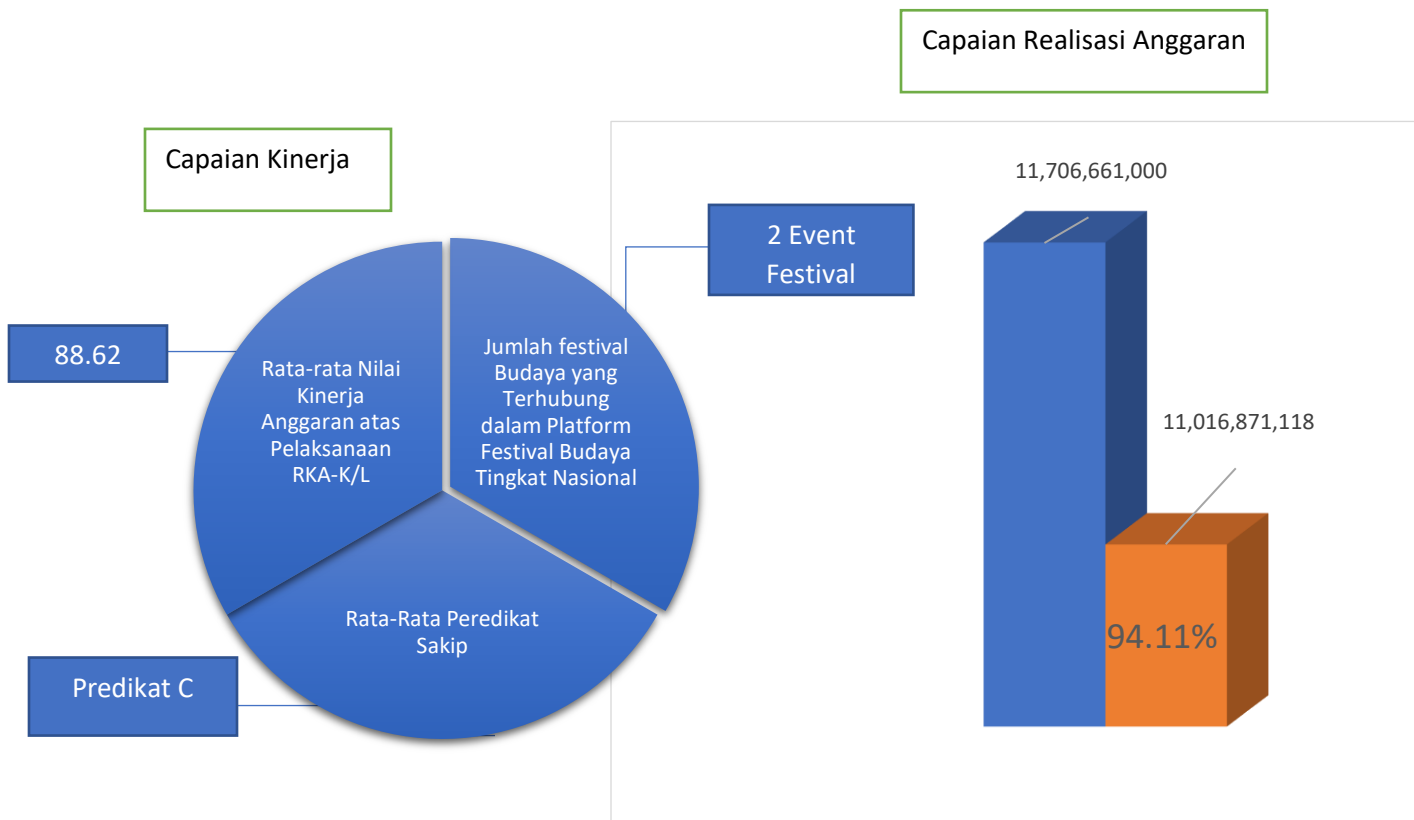 Capaian Realisasi Anggaran
Capaian Kinerja
11,706,661,000
2 Event
Festival
88.62
Rata-rata Nilai
Kinerja
Anggaran atas
Pelaksanaan
RKA-K/L
Jumlah festival
Budaya yang
Terhubung
dalam Platform
Festival Budaya
Tingkat Nasional
11,016,871,118
94.11%
Rata-Rata Peredikat
Sakip
Predikat C